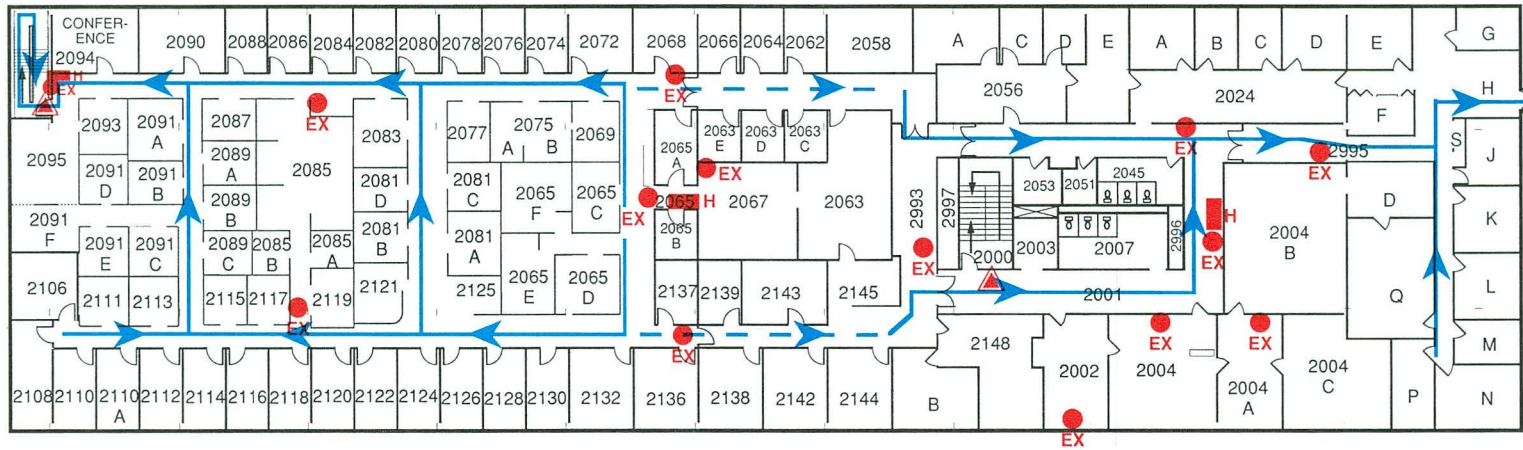 CONFER-
ENCE
2094
2090
2088
2086
2084
2082
2080
2078
2076
2074
2072
2068
2066
2064
2062
2058
A
C
D
E
A
B
C
D
E
G
H
H
EX
EX
EX
2056
2024
F
2093
2091
A
2087
2083
2077
2075
A
B
2069
2065
A
2063
E
2063
D
2063
C
EX
EX
2995
S
J
2095
2091
D
2091
B
2089
A
2085
2081
D
2081
C
2065
F
2065
C
EX
EX
2065
H
2067
2063
2993
2997
2053
2051
2045
D
K
2091
F
2089
B
2065
B
2091
E
2091
C
2089
C
2085
B
2085
A
2081
B
2081
A
EX
2000
2003
2007
2996
H
EX
2004
B
2106
2111
2113
2115
2117
2119
2121
2125
2065
E
2065
D
2137
2139
2143
2145
2001
Q
L
EX
EX
EX
EX
2148
2002
2004
2004
A
2004
C
M
2108
2110
2110
A
2112
2114
2116
2118
2120
2122
2124
2126
2128
2130
2132
2136
2138
2142
2144
B
P
N
EX